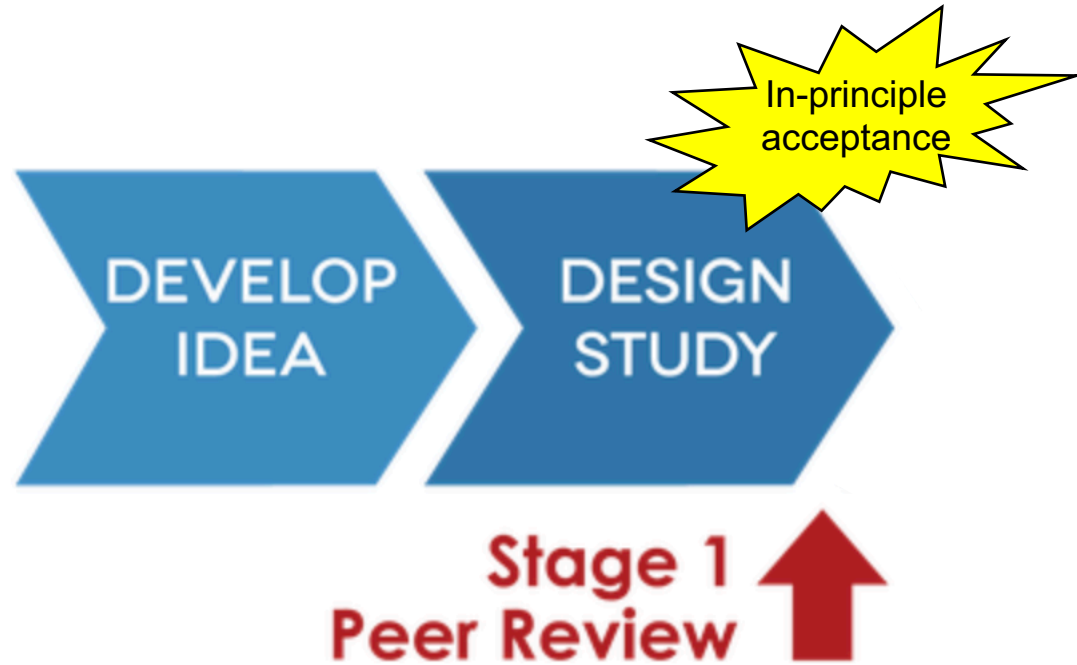 In-principle
acceptance
DEVELOP
IDEA
DESIGN
STUDY
Stage 1
Peer Review